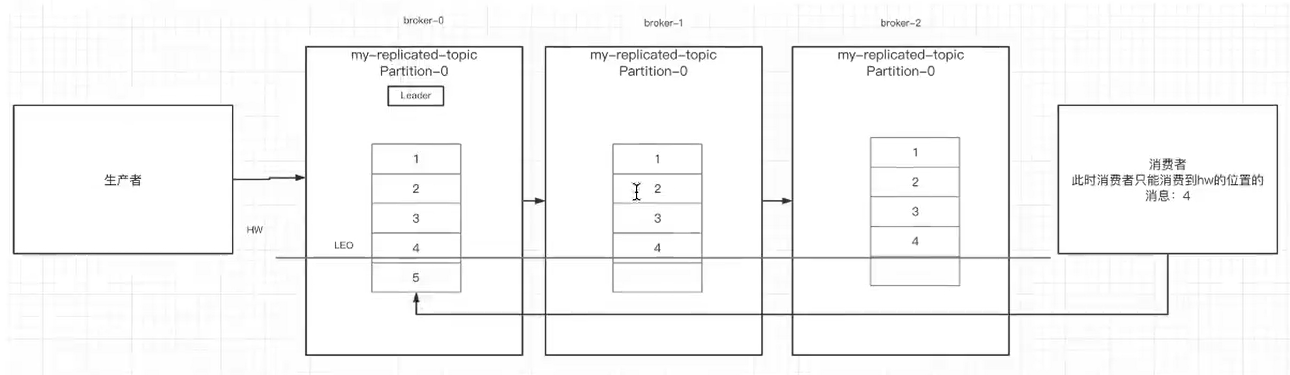 broker-0
broker-1
broker-2
my-replicated-topic
Partition-0
Leader
my-replicated-topic
Partition-0
my-replicated-topic
Partition-0
生产者
HW
LEO
1
2
3
4
5
1
2
3
4
1
2
3
4
消费者
此时消费者只能消费到hw的位置的
消息：4